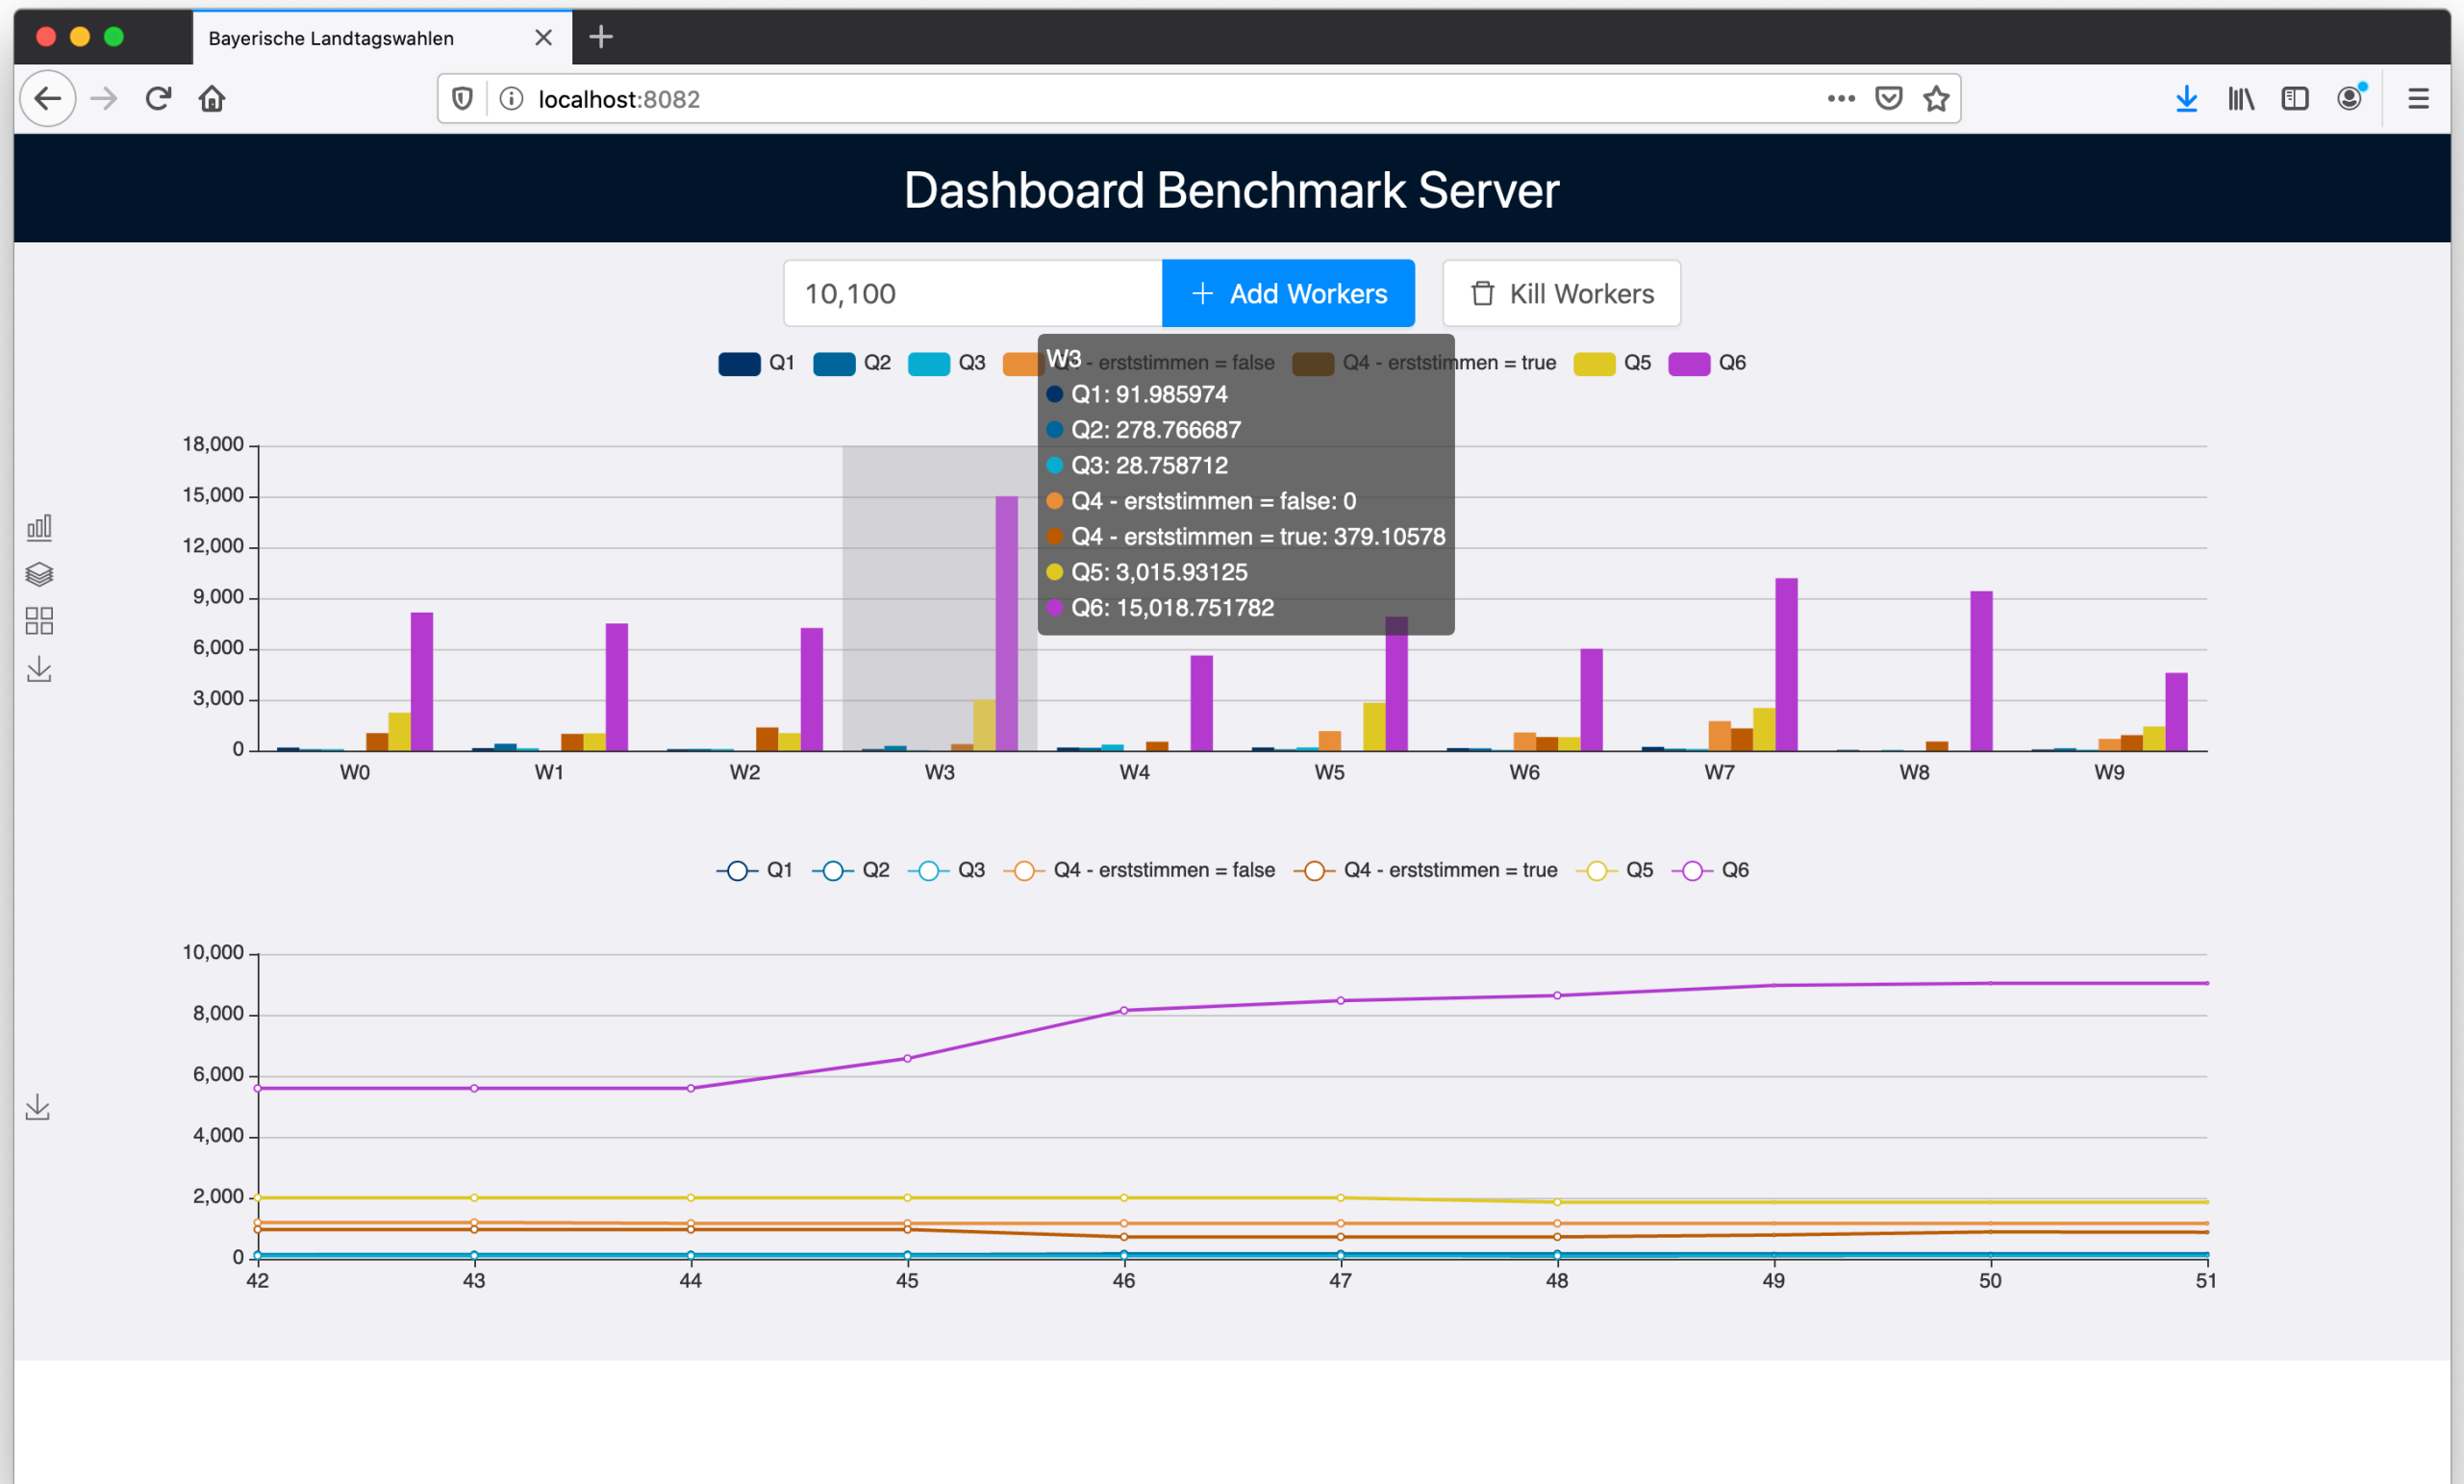 Bayerische Landtagswahlen
localhost:8082
Dashboard Benchmark Server
10,100
+ Add Workers
Kill Workers
Q1 Q2 Q3 - erststimmen = false Q4 - erststimmen = true Q5 Q6
W3
Q1: 91.985974
Q2: 278.766687
Q3: 28.758712
Q4 - erststimmen = false: 0
Q4 - erststimmen = true: 379.10578
Q5: 3,015.93125
Q6: 15,018.751782
18,000
15,000
12,000
9,000
6,000
3,000
0
W0 W1 W2 W3 W4 W5 W6 W7 W8 W9
Q1 Q2 Q3 Q4 - erststimmen = false Q4 - erststimmen = true Q5 Q6
10,000
8,000
6,000
4,000
2,000
0
42 43 44 45 46 47 48 49 50 51